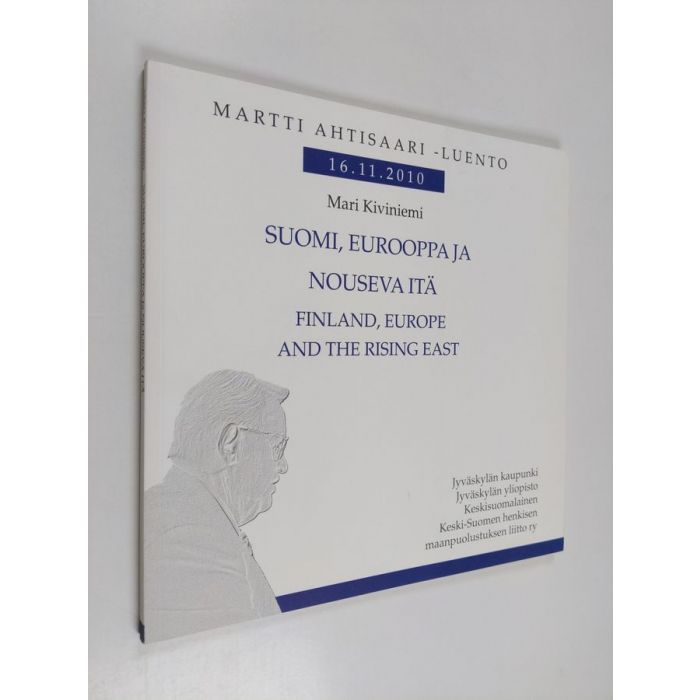 MARTTI AHTISAARI -LUENTO
16.11.2010
Mari Kiviniemi
SUOMI, EUROOPPA JA
NOUSEVA ITÄ
FINLAND, EUROPE
AND THE RISING EAST
Jyväskylän kaupunki
Jyväskylän yliopisto
Keskisuomalainen
Keski-Suomen henkisen
maanpuolustuksen liitto ry